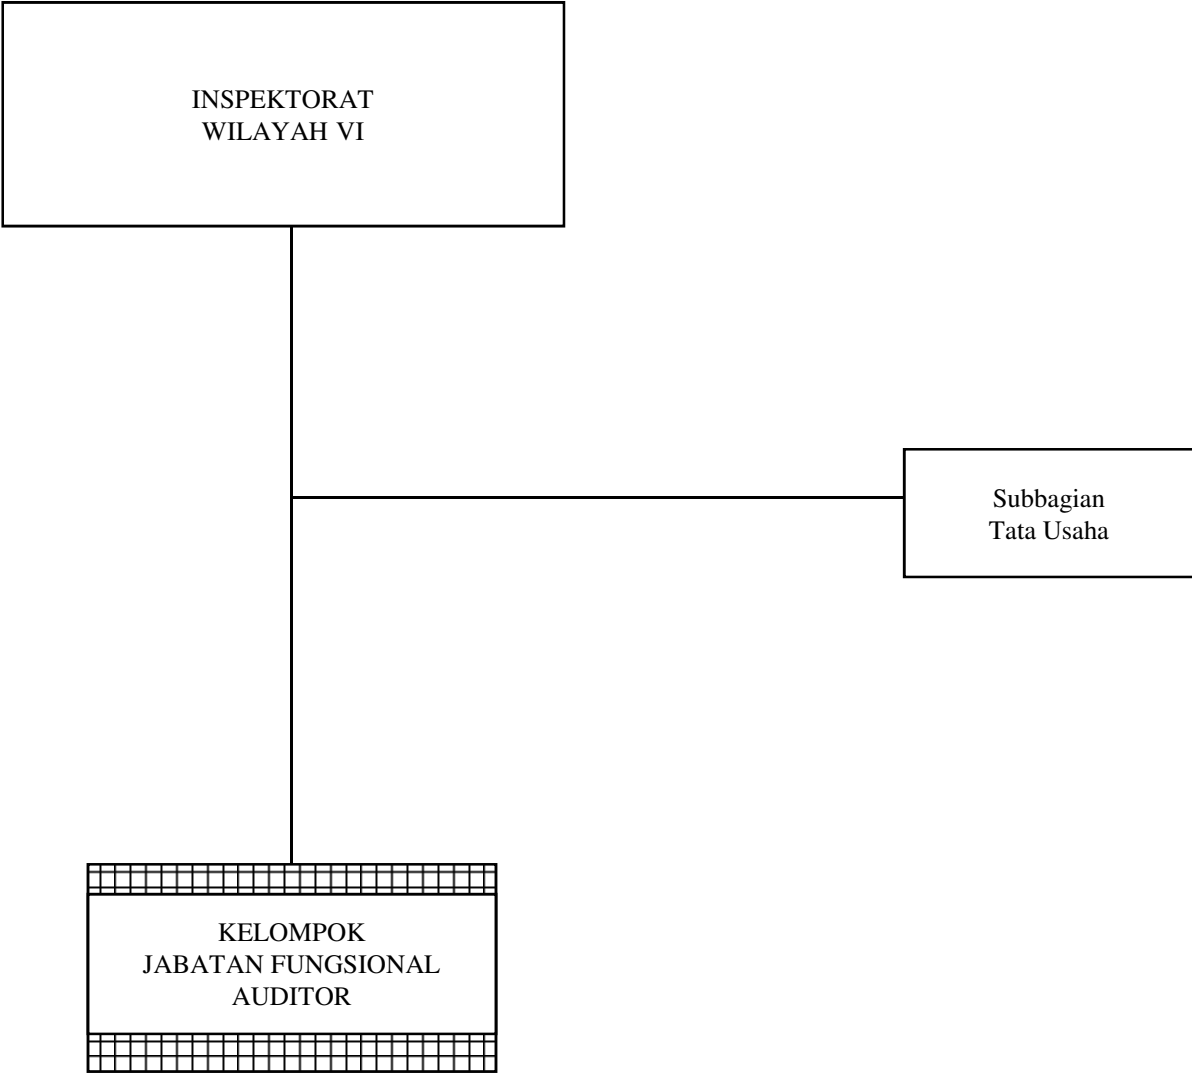 INSPEKTORAT
WILAYAH VI
Subbagian
Tata Usaha
KELOMPOK
JABATAN FUNGSIONAL
AUDITOR